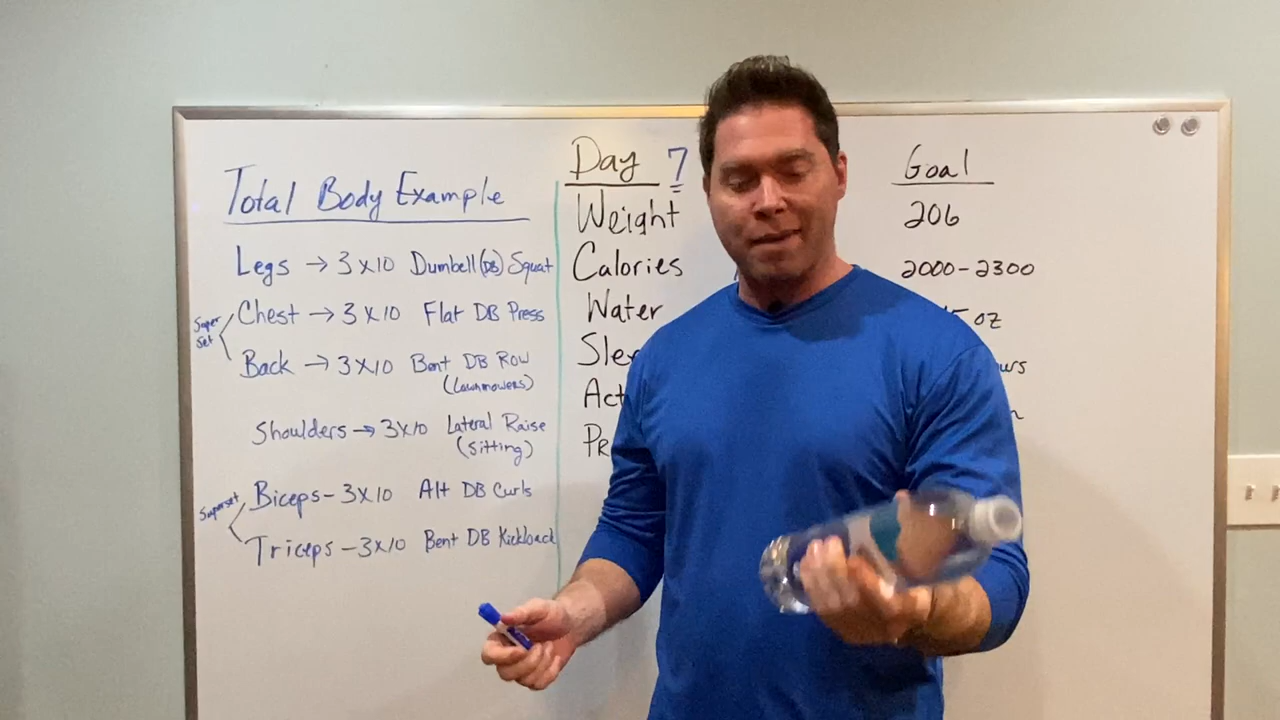 Total Body Example
Legs → 3x10 Dumbell (DB) Squat
Super set
Chest → 3x10 Flat DB Press
Back → 3x10 Bent DB Row
(Lawnmowers)
Shoulders → 3x10 Lateral Raise
(Sitting)
Superset
Biceps - 3x10 Alt DB Curls
Triceps - 3x10 Bent DB Kickback
Day 7
Weight
Calories
Water
Goal
206
2000-2300
oz